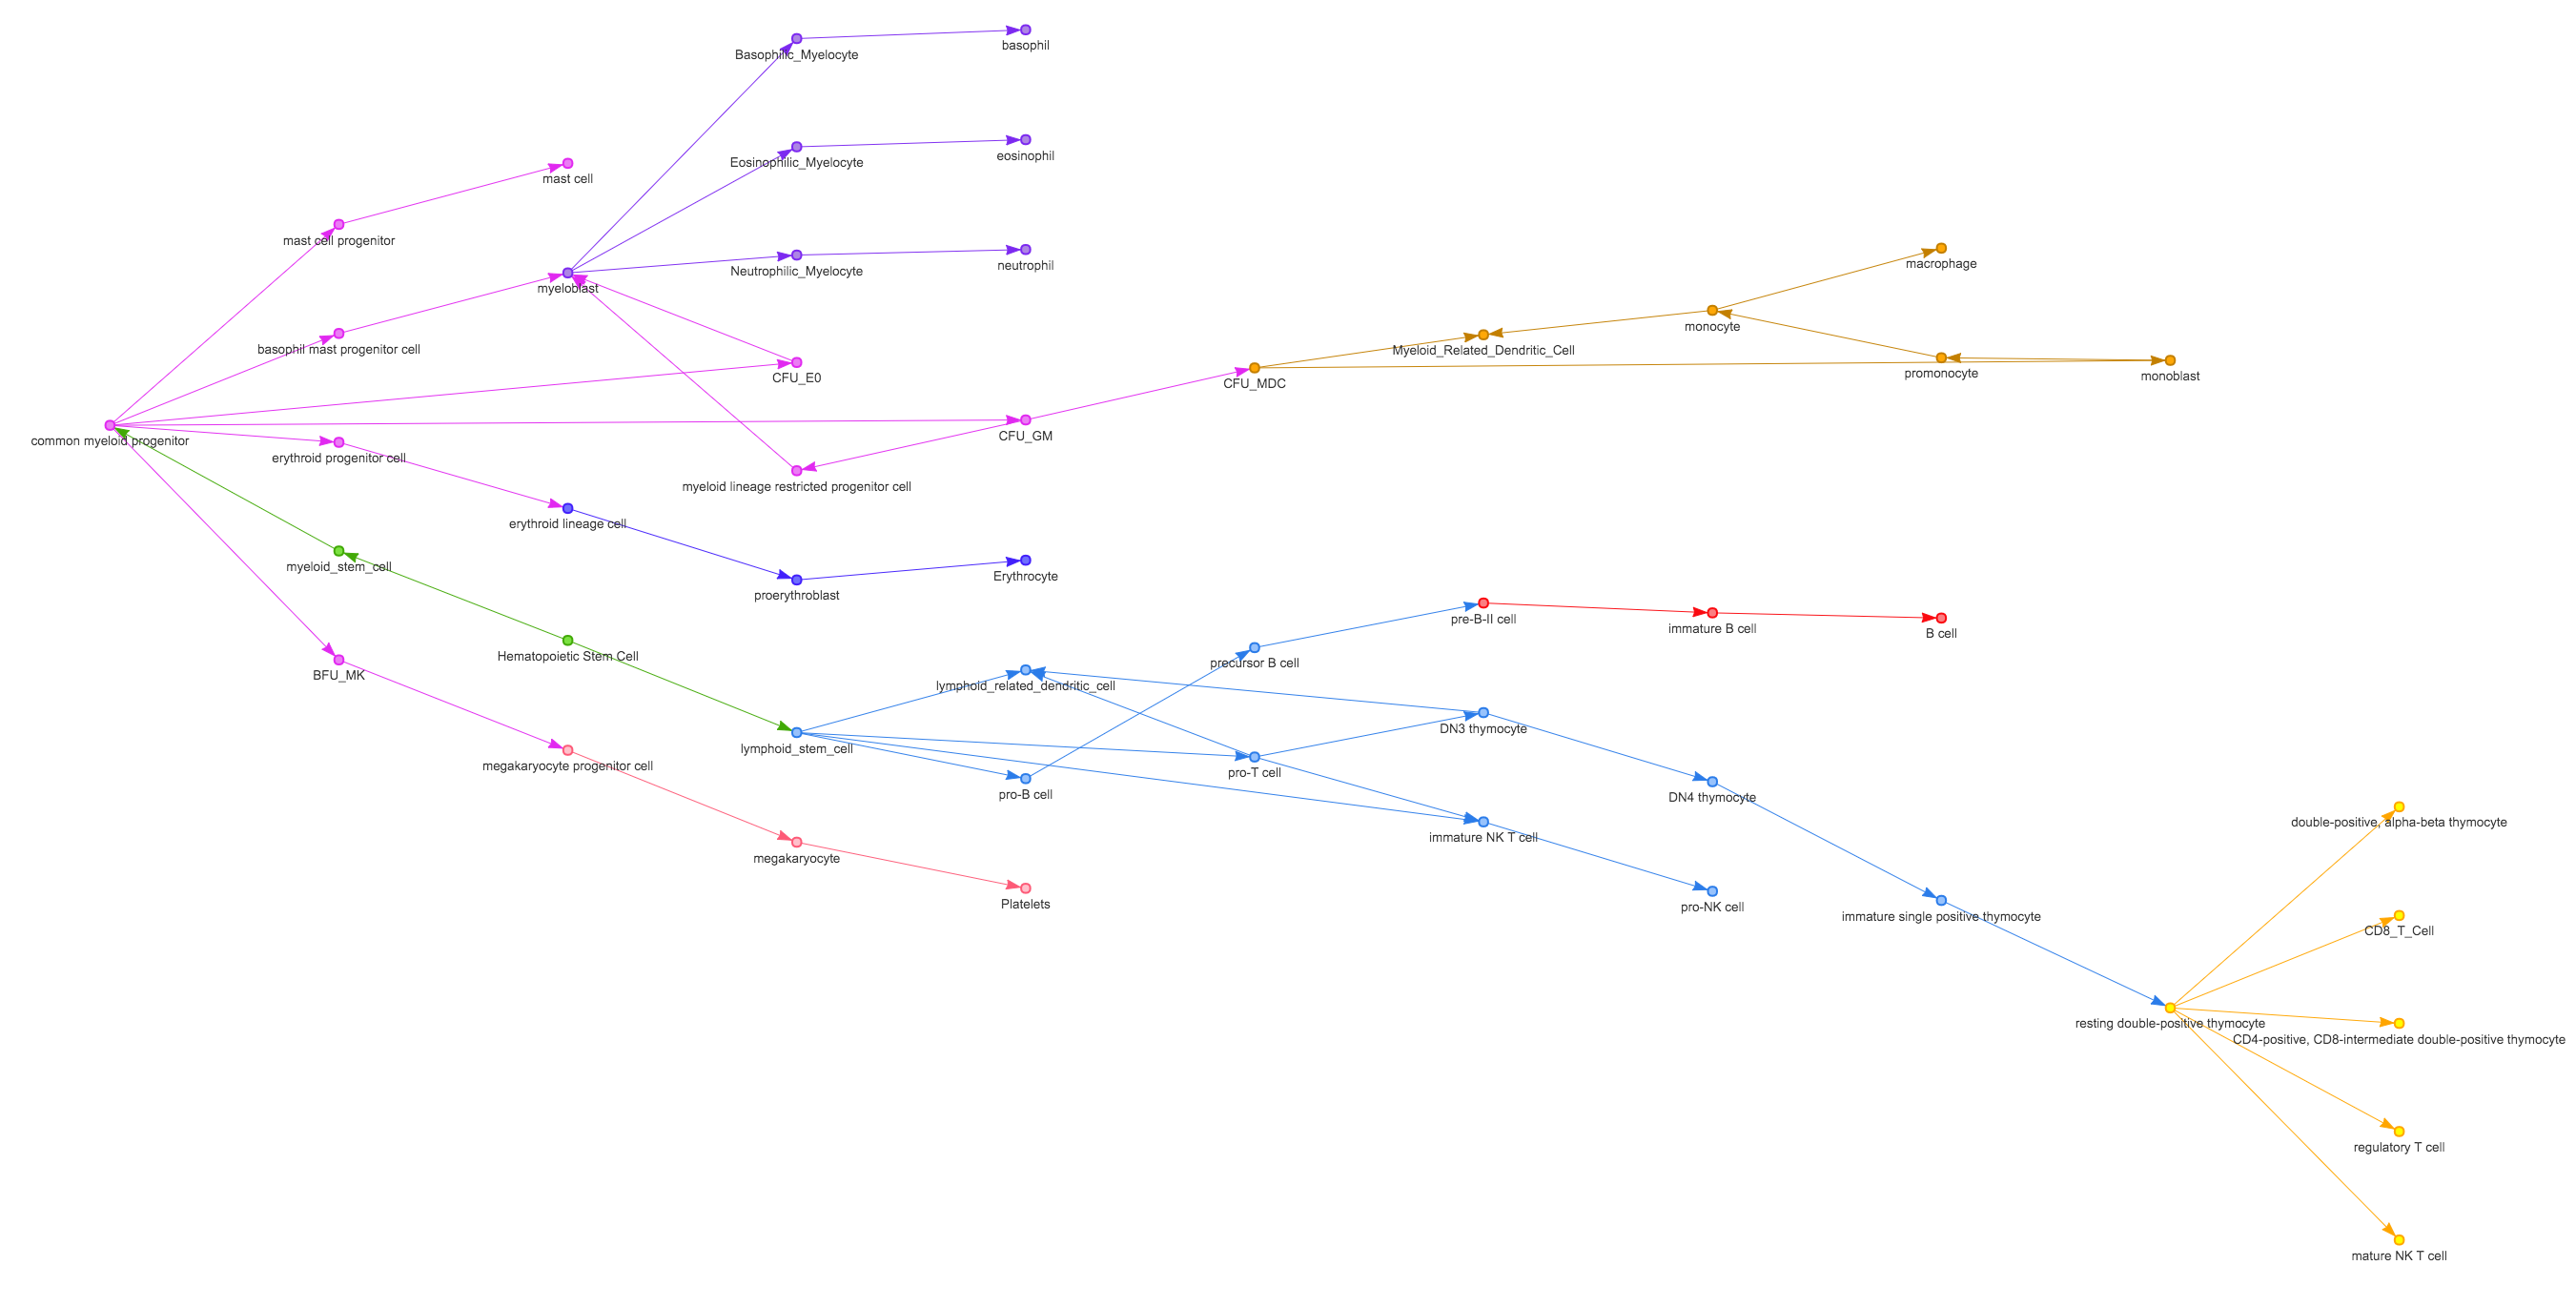 Basophilic_Myelocyte
basophil
Eosinophilic_Myelocyte
eosinophil
mast cell
mast cell progenitor
Neutrophilic_Myelocyte
neutrophil
macrophage
myeloblast
monocyte
basophil mast progenitor cell
Myeloid_Related_Dendritic_Cell
CFU_E0
CFU_MDC
promonocyte
monoblast
common myeloid progenitor
CFU_GM
erythroid progenitor cell
myeloid lineage restricted progenitor cell
erythroid lineage cell
myeloid_stem_cell
Erythrocyte
proerythroblast
pre-B-II cell
immature B cell
B cell
Hematopoietic Stem Cell
precursor B cell
BFU_MK
lymphoid_related_dendritic_cell
DN3 thymocyte
lymphoid_stem_cell
megakaryocyte progenitor cell
pro-T cell
pro-B cell
DN4 thymocyte
double-positive, alpha-beta thymocyte
immature NK T cell
megakaryocyte
Platelets
pro-NK cell
immature single positive thymocyte
CD8_T_Cell
resting double-positive thymocyte
CD4-positive, CD8-intermediate double-positive thymocyte
regulatory T cell
mature NK T cell